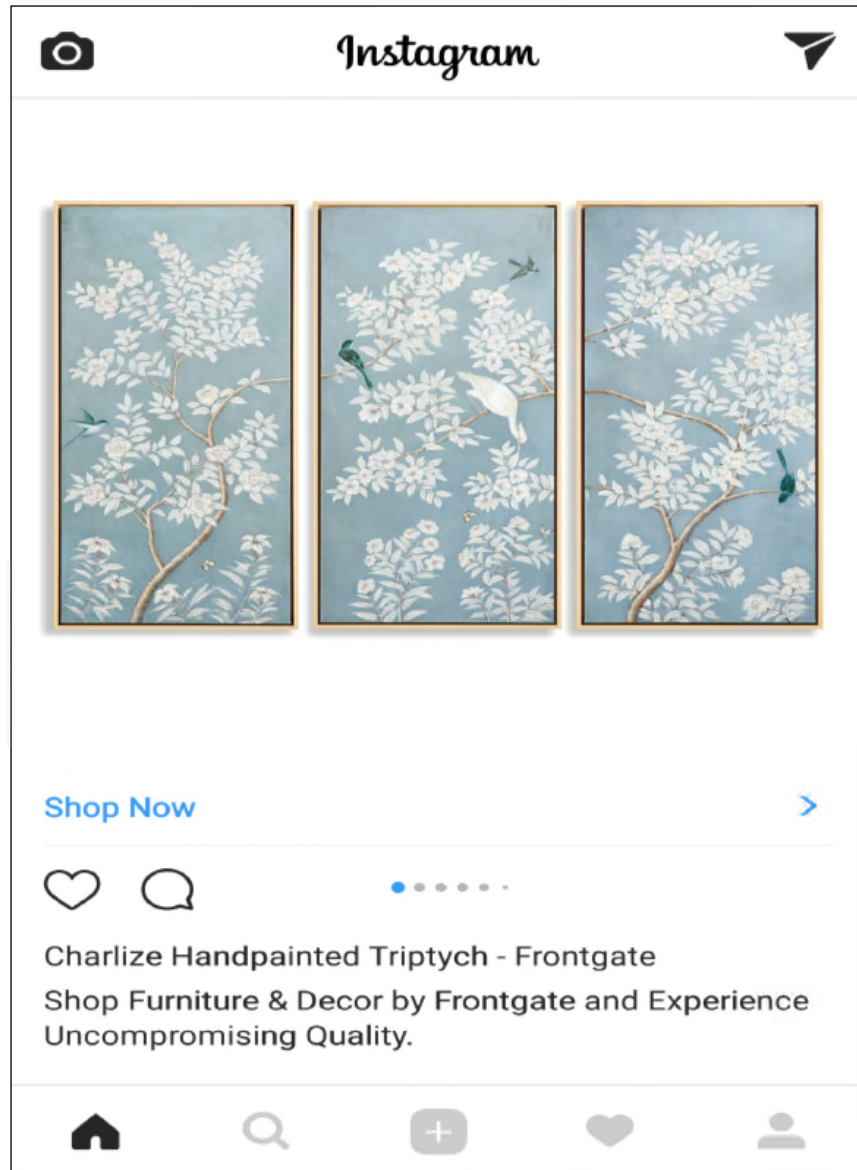 Instagram
Shop Now
Charlize Handpainted Triptych - Frontgate
Shop Furniture & Decor by Frontgate and Experience
Uncompromising Quality.